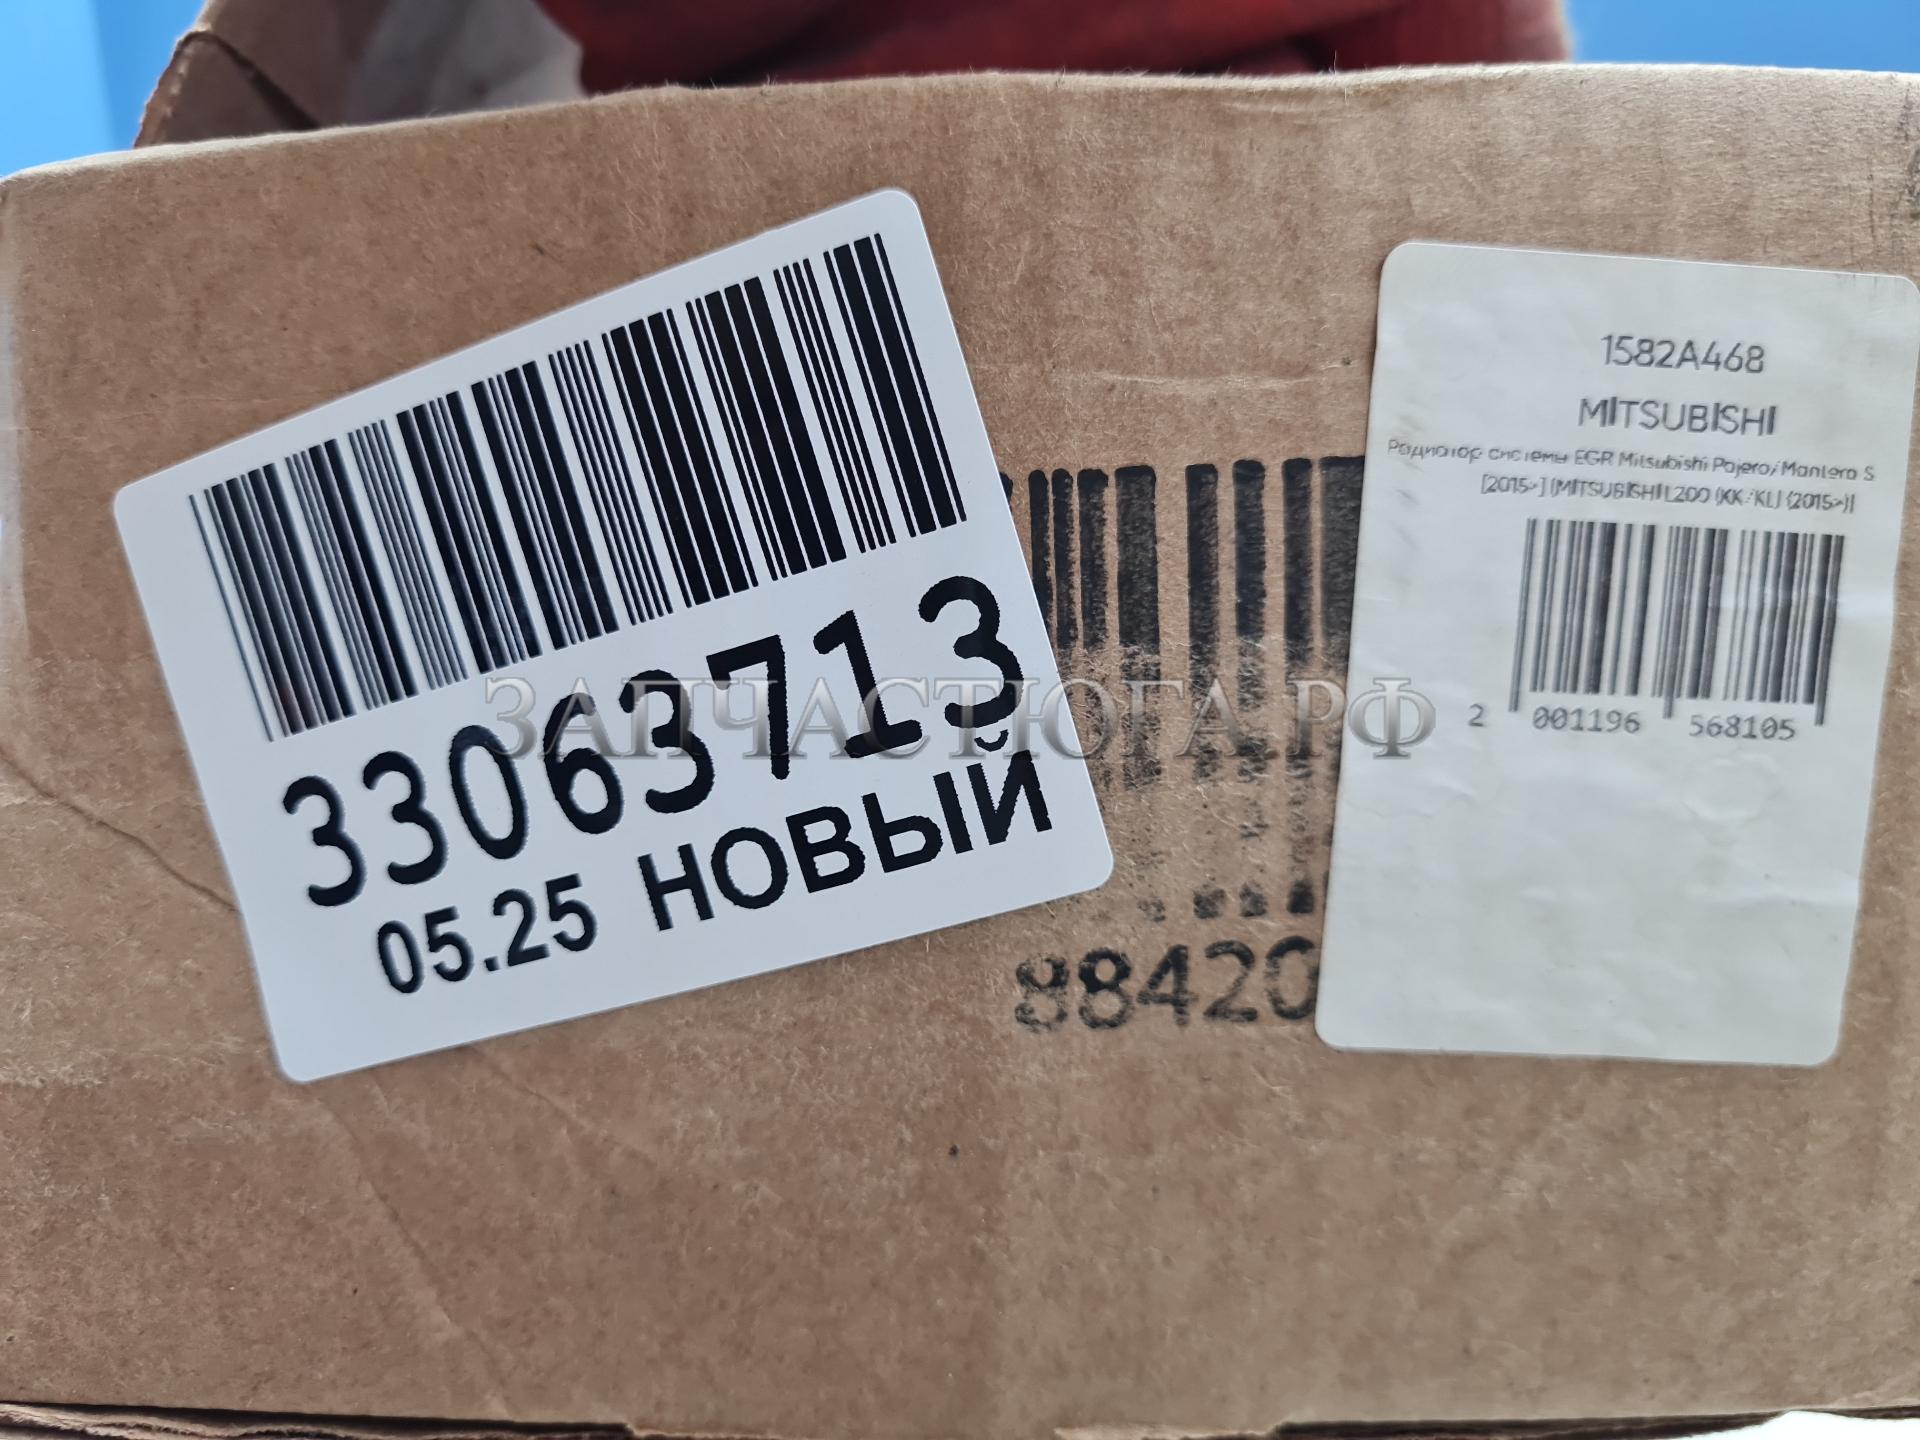 33063713
05.25 НОВЫЙ
ЗАПЧАСТЮГА.РФ
88420
1582A468
MITSUBISHI
Радиатор системы EGR Mitsubishi Pajero/Montero S
[2015>] (MITSUBISHI L200 (KK/KL) (2015>))
2 001196 568105